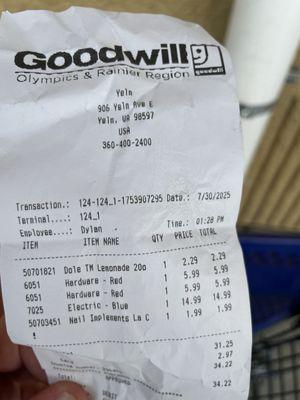 Goodwill
goodwill
Olympics & Rainier Region
Yelm
906 Yelm Ave E
Yelm, WA 98597
USA
360-400-2400
Transaction.: 124-124_1-1753907295 Date.: 7/30/2025
Terminal....: 124_1
Employee....: Dylan - Time.: 01:28 PM
ITEM ITEM NAME QTY PRICE TOTAL
50701821 Dole TM Lemonade 20o 1 2.29 2.29
6051 Hardware - Red 1 5.99 5.99
6051 Hardware - Red 1 5.99 5.99
7025 Electric - Blue 1 14.99 14.99
50703451 Nail Implements La C 1 1.99 1.99
!
31.25
2.97
34.22
Total: 34.22